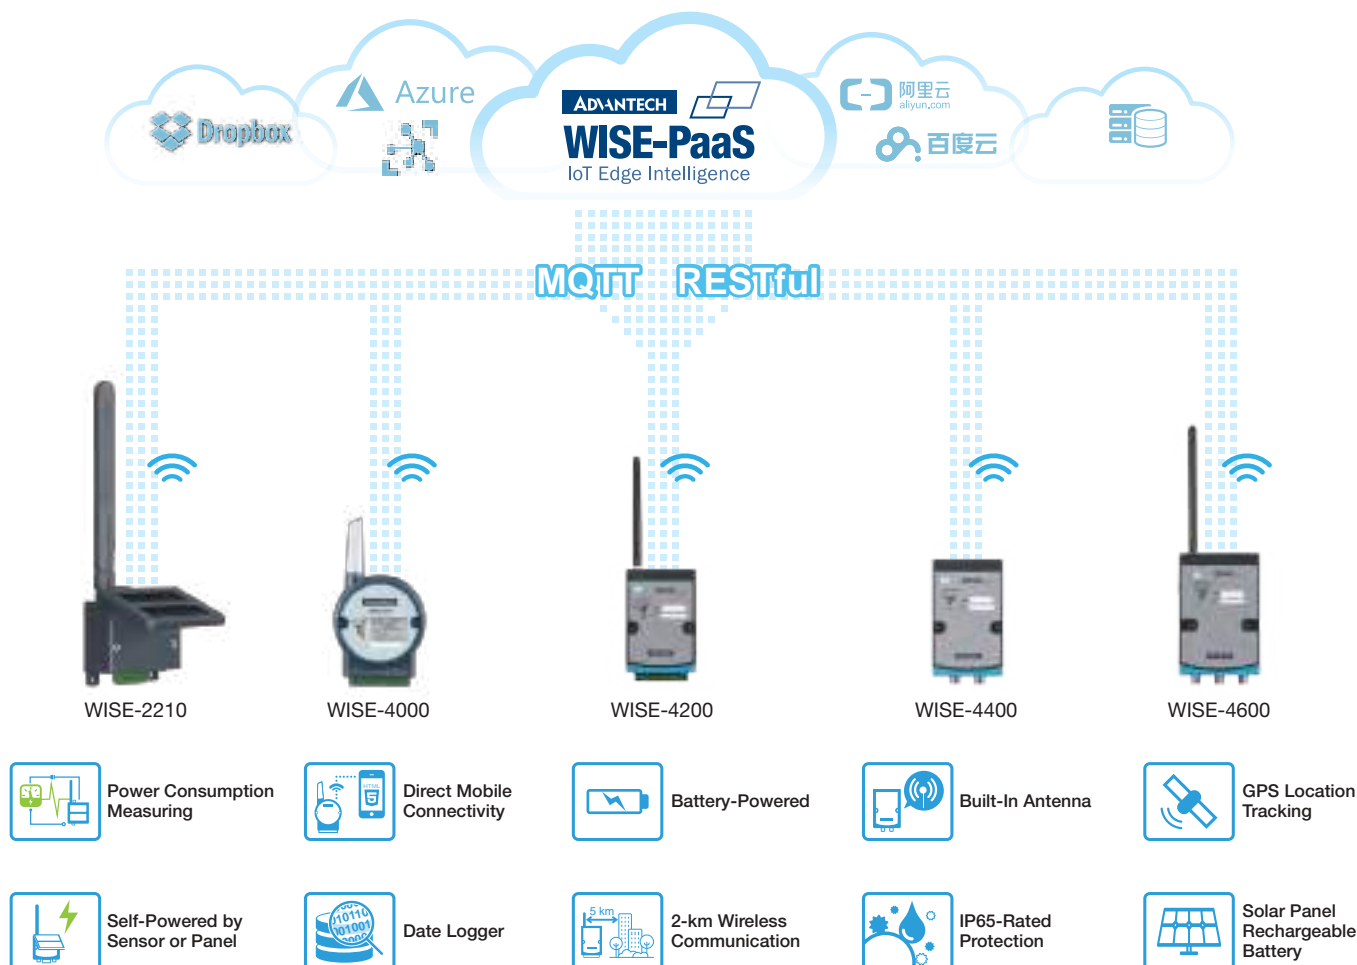 Dropbox
Azure
ADVANTECH
WISE-PaaS
IoT Edge Intelligence
阿里云
aliyun.com
百度云
MQTT RESTful
WISE-2210
WISE-4000
WISE-4200
WISE-4400
WISE-4600
Power Consumption
Measuring
HTML
5
Direct Mobile
Connectivity
Battery-Powered
Built-In Antenna
GPS Location
Tracking
Self-Powered by
Sensor or Panel
Date Logger
5 km
2-km Wireless
Communication
IP65-Rated
Protection
Solar Panel
Rechargeable
Battery